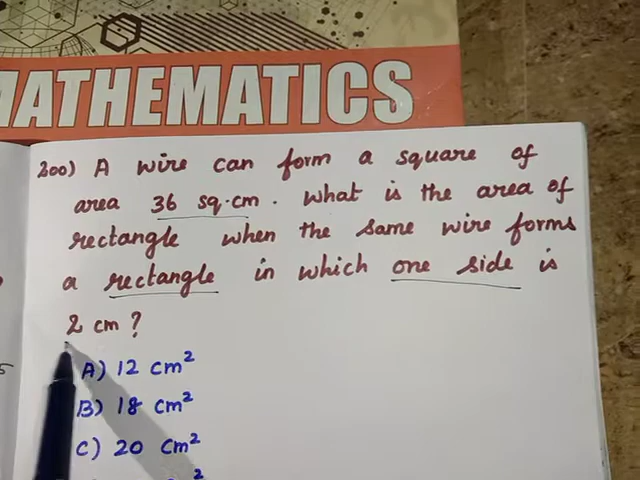 MATHEMATICS
200) A wire can form a square of
area 36 sq.cm. What is the area of
rectangle when the same wire forms
a rectangle in which one side is
2 cm?
A) 12 cm²
B) 18 cm²
C) 20 cm²